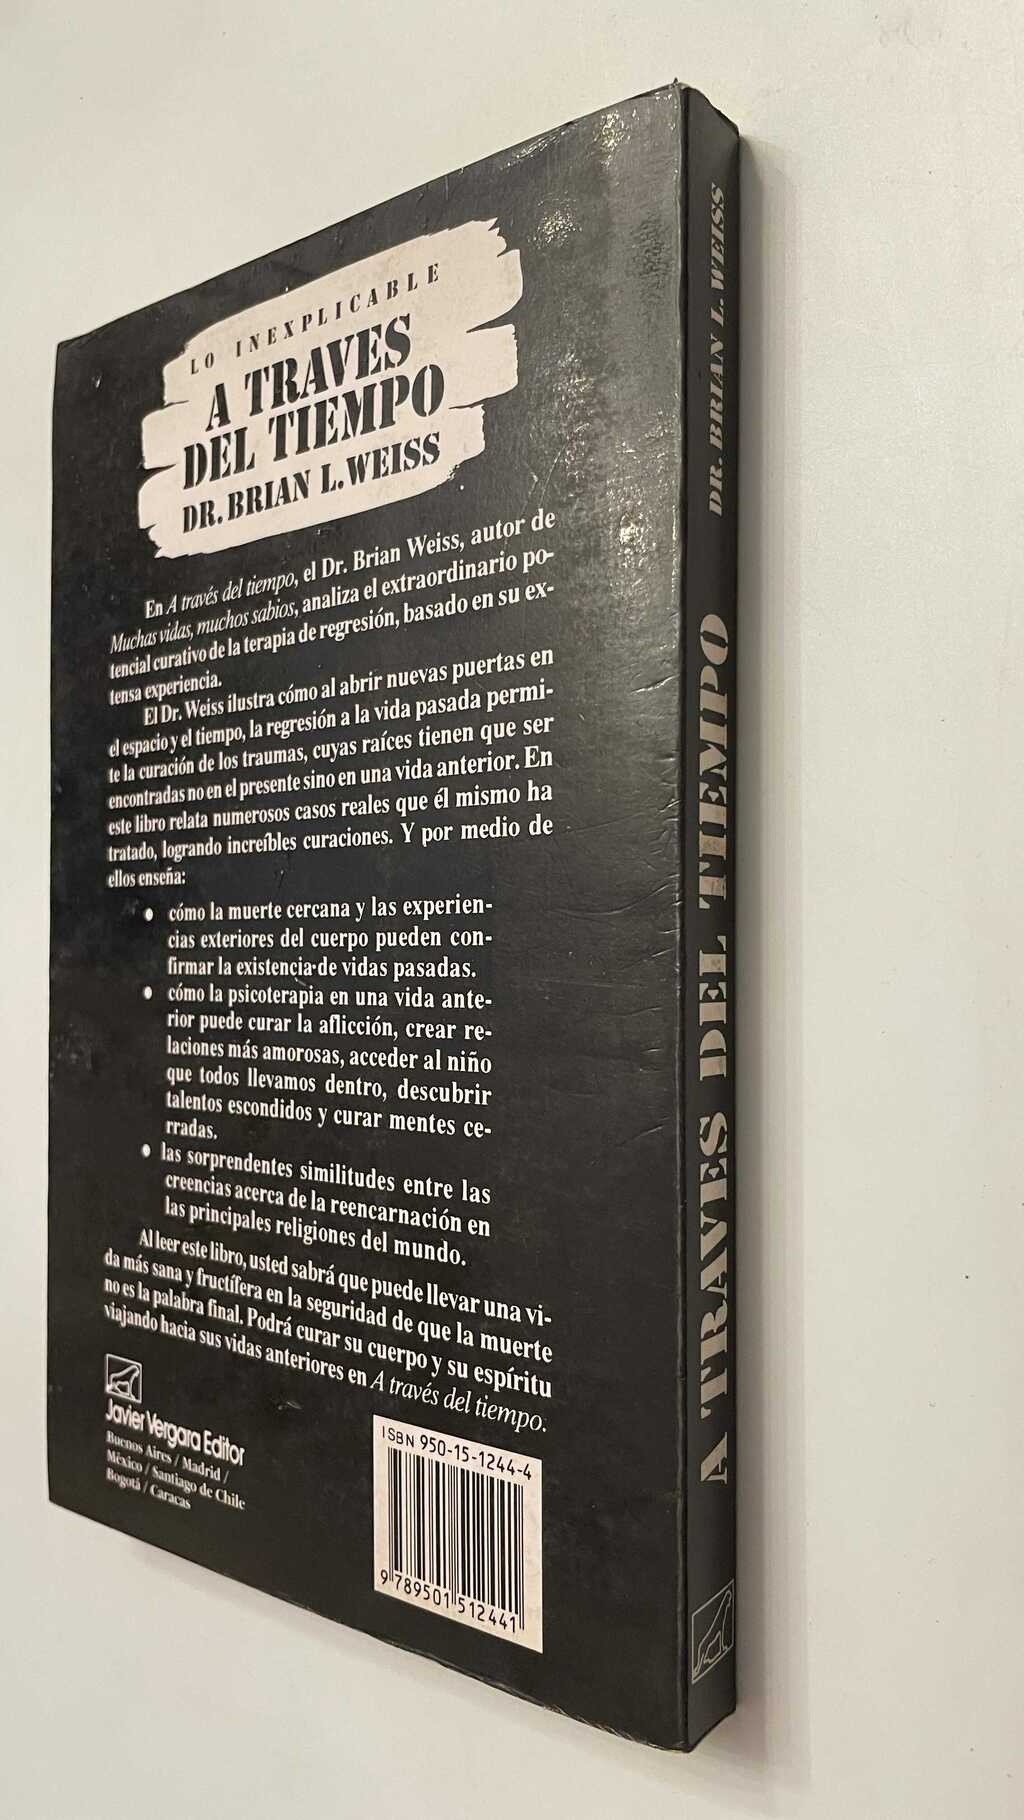 LO INEXPLICABLE
A TRAVES
DEL TIEMPO
DR. BRIAN L. WEISS
En A través del tiempo, el Dr. Brian Weiss, autor de
Muchas vidas, muchos sabios, analiza el extraordinario po-
tencial curativo de la terapia de regresión, basado en su ex-
tensa experiencia.
El Dr. Weiss ilustra cómo al abrir nuevas puertas en
el espacio y el tiempo, la regresión a la vida pasada permi-
te la curación de los traumas, cuyas raíces tienen que ser
encontradas no en el presente sino en una vida anterior. En
este libro relata numerosos casos reales que él mismo ha
tratado, logrando increíbles curaciones. Y por medio de
ellos enseña:
• cómo la muerte cercana y las experien-
cias exteriores del cuerpo pueden con-
firmar la existencia de vidas pasadas.
• cómo la psicoterapia en una vida ante-
rior puede curar la aflicción, crear re-
laciones más amorosas, acceder al niño
que todos llevamos dentro, descubrir
talentos escondidos y curar mentes ce-
rradas.
• las sorprendentes similitudes entre las
creencias acerca de la reencarnación en
las principales religiones del mundo.
Al leer este libro, usted sabrá que puede llevar una vi-
da más sana y fructífera en la seguridad de que la muerte
no es la palabra final. Podrá curar su cuerpo y su espíritu
viajando hacia sus vidas anteriores en A través del tiempo.
Javier Vergara Editor
Buenos Aires / Madrid /
México / Santiago de Chile
Bogotá / Caracas
ISBN 950-15-1244-4
9 789501 512441
A TRAVES DEL TIEMPO DR. BRIAN L. WEISS